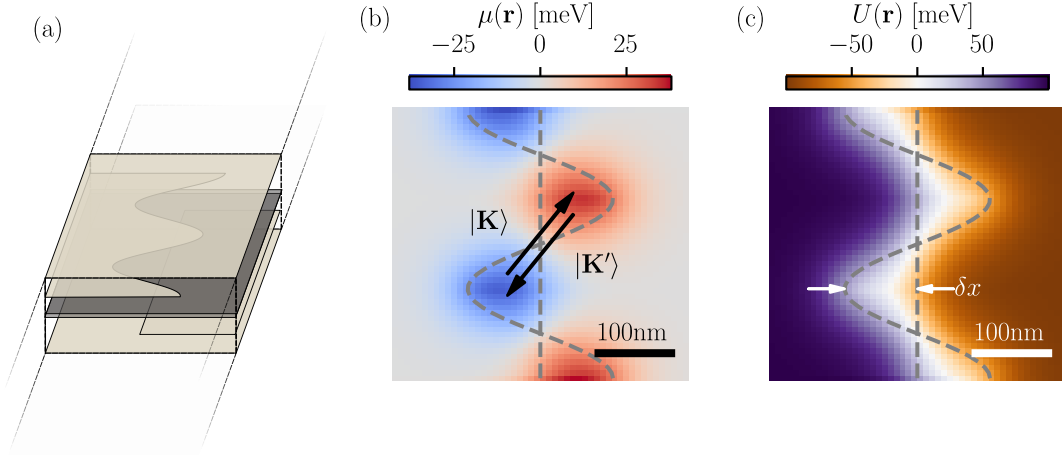 (a)
(b)
μ(r) [meV]
−25 0 25
|K⟩
|K′⟩
100nm
(c)
U(r) [meV]
−50 0 50
δx
100nm